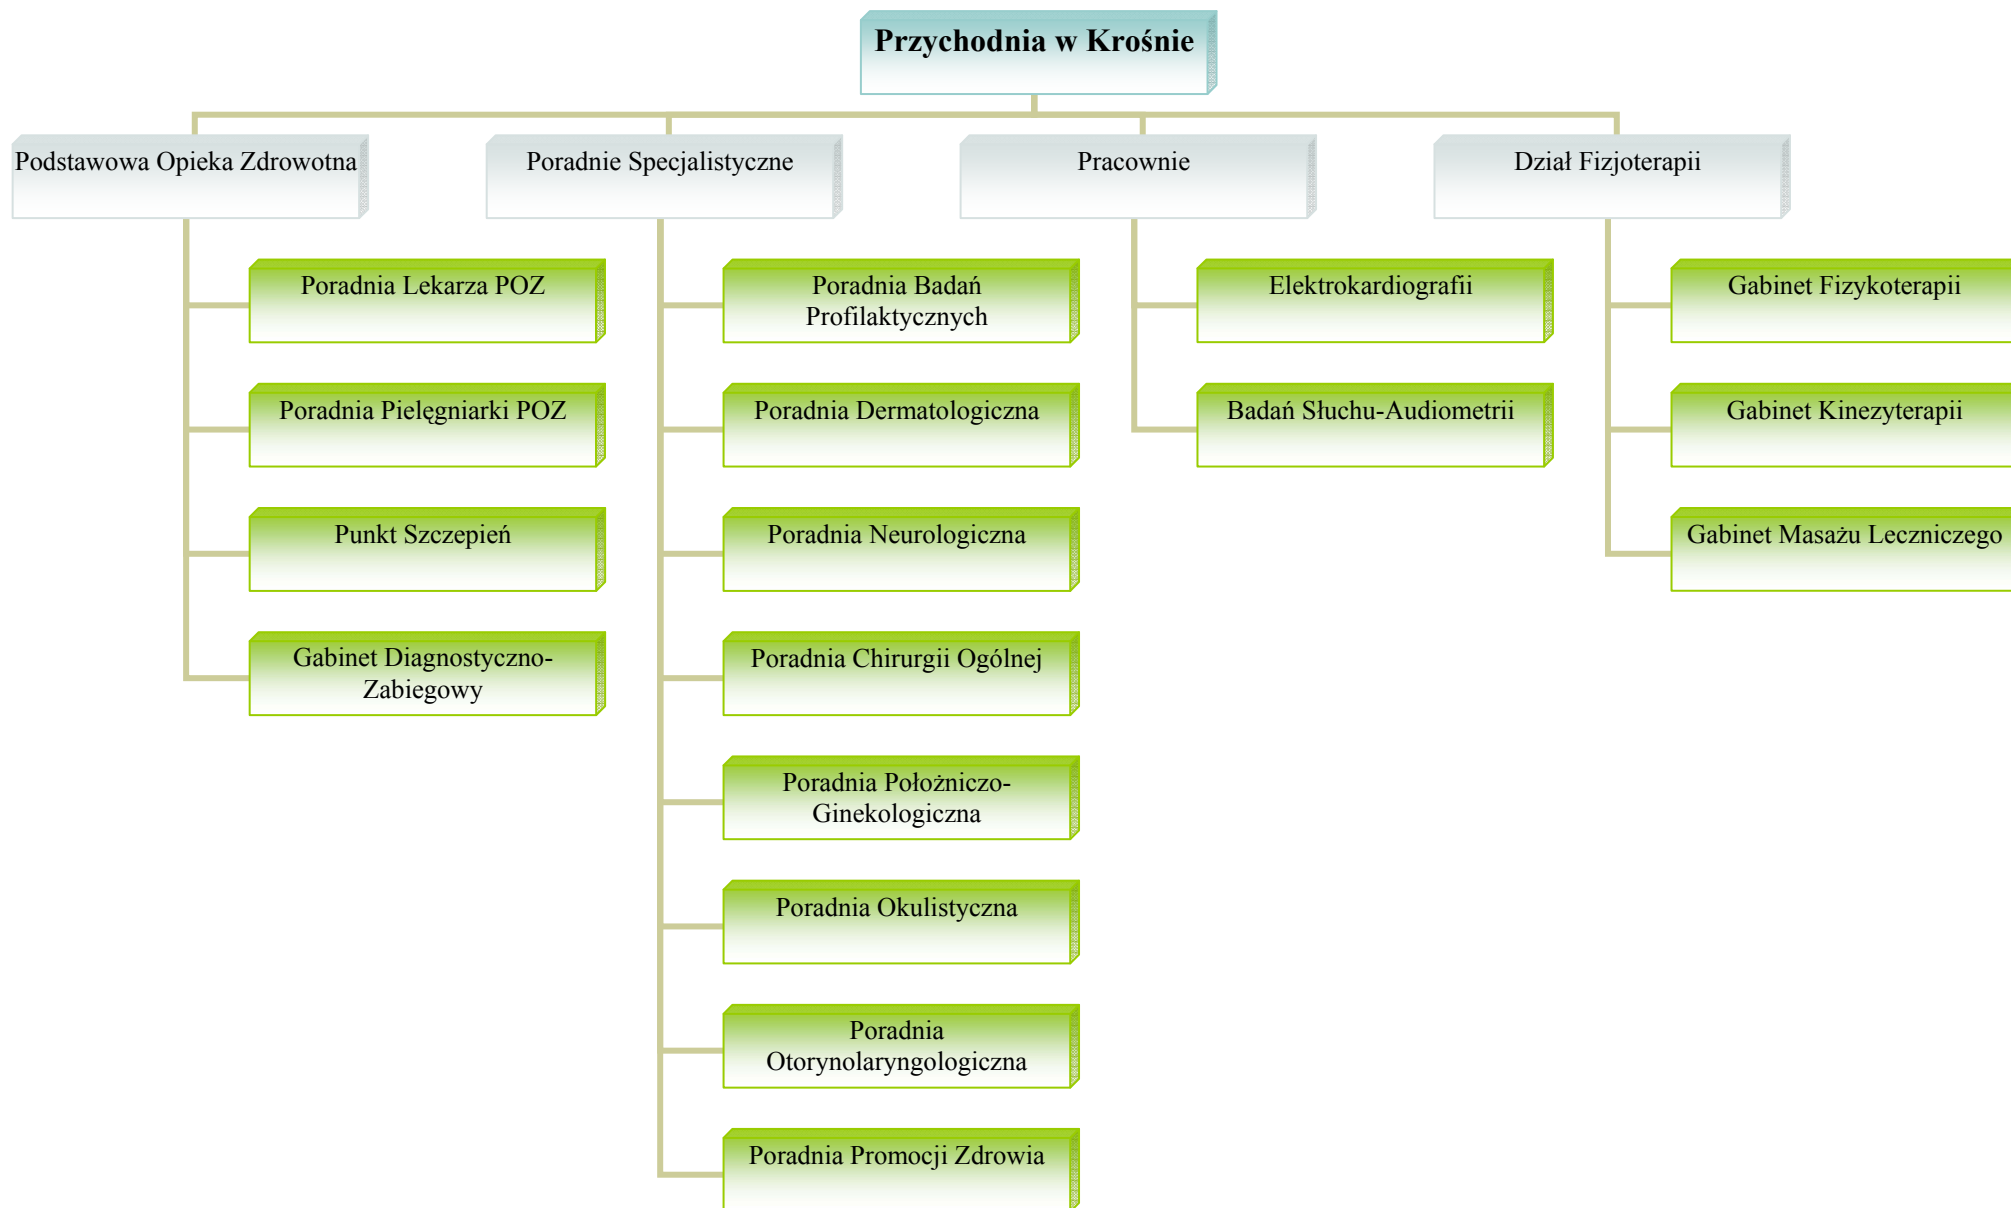 Przychodnia w Krośnie
Podstawowa Opieka Zdrowotna
Poradnie Specjalistyczne
Pracownie
Dział Fizjoterapii
Poradnia Lekarza POZ
Poradnia Pielęgniarki POZ
Punkt Szczepień
Gabinet Diagnostyczno-
Zabiegowy
Poradnia Badań
Profilaktycznych
Poradnia Dermatologiczna
Poradnia Neurologiczna
Poradnia Chirurgii Ogólnej
Poradnia Położniczo-
Ginekologiczna
Poradnia Okulistyczna
Poradnia
Otorynolaryngologiczna
Poradnia Promocji Zdrowia
Elektrokardiografii
Badań Słuchu-Audiometrii
Gabinet Fizykoterapii
Gabinet Kinezyterapii
Gabinet Masażu Leczniczego